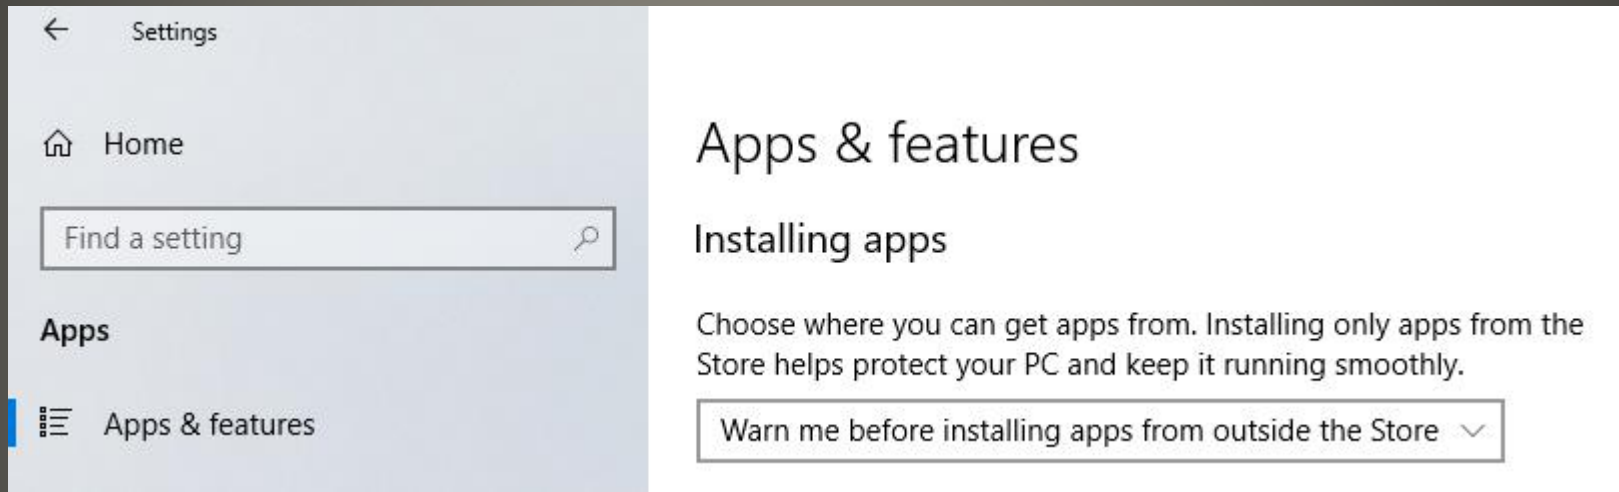 Settings
Home
Find a setting
Apps
Apps & features
Apps & features
Installing apps
Choose where you can get apps from. Installing only apps from the
Store helps protect your PC and keep it running smoothly.
Warn me before installing apps from outside the Store